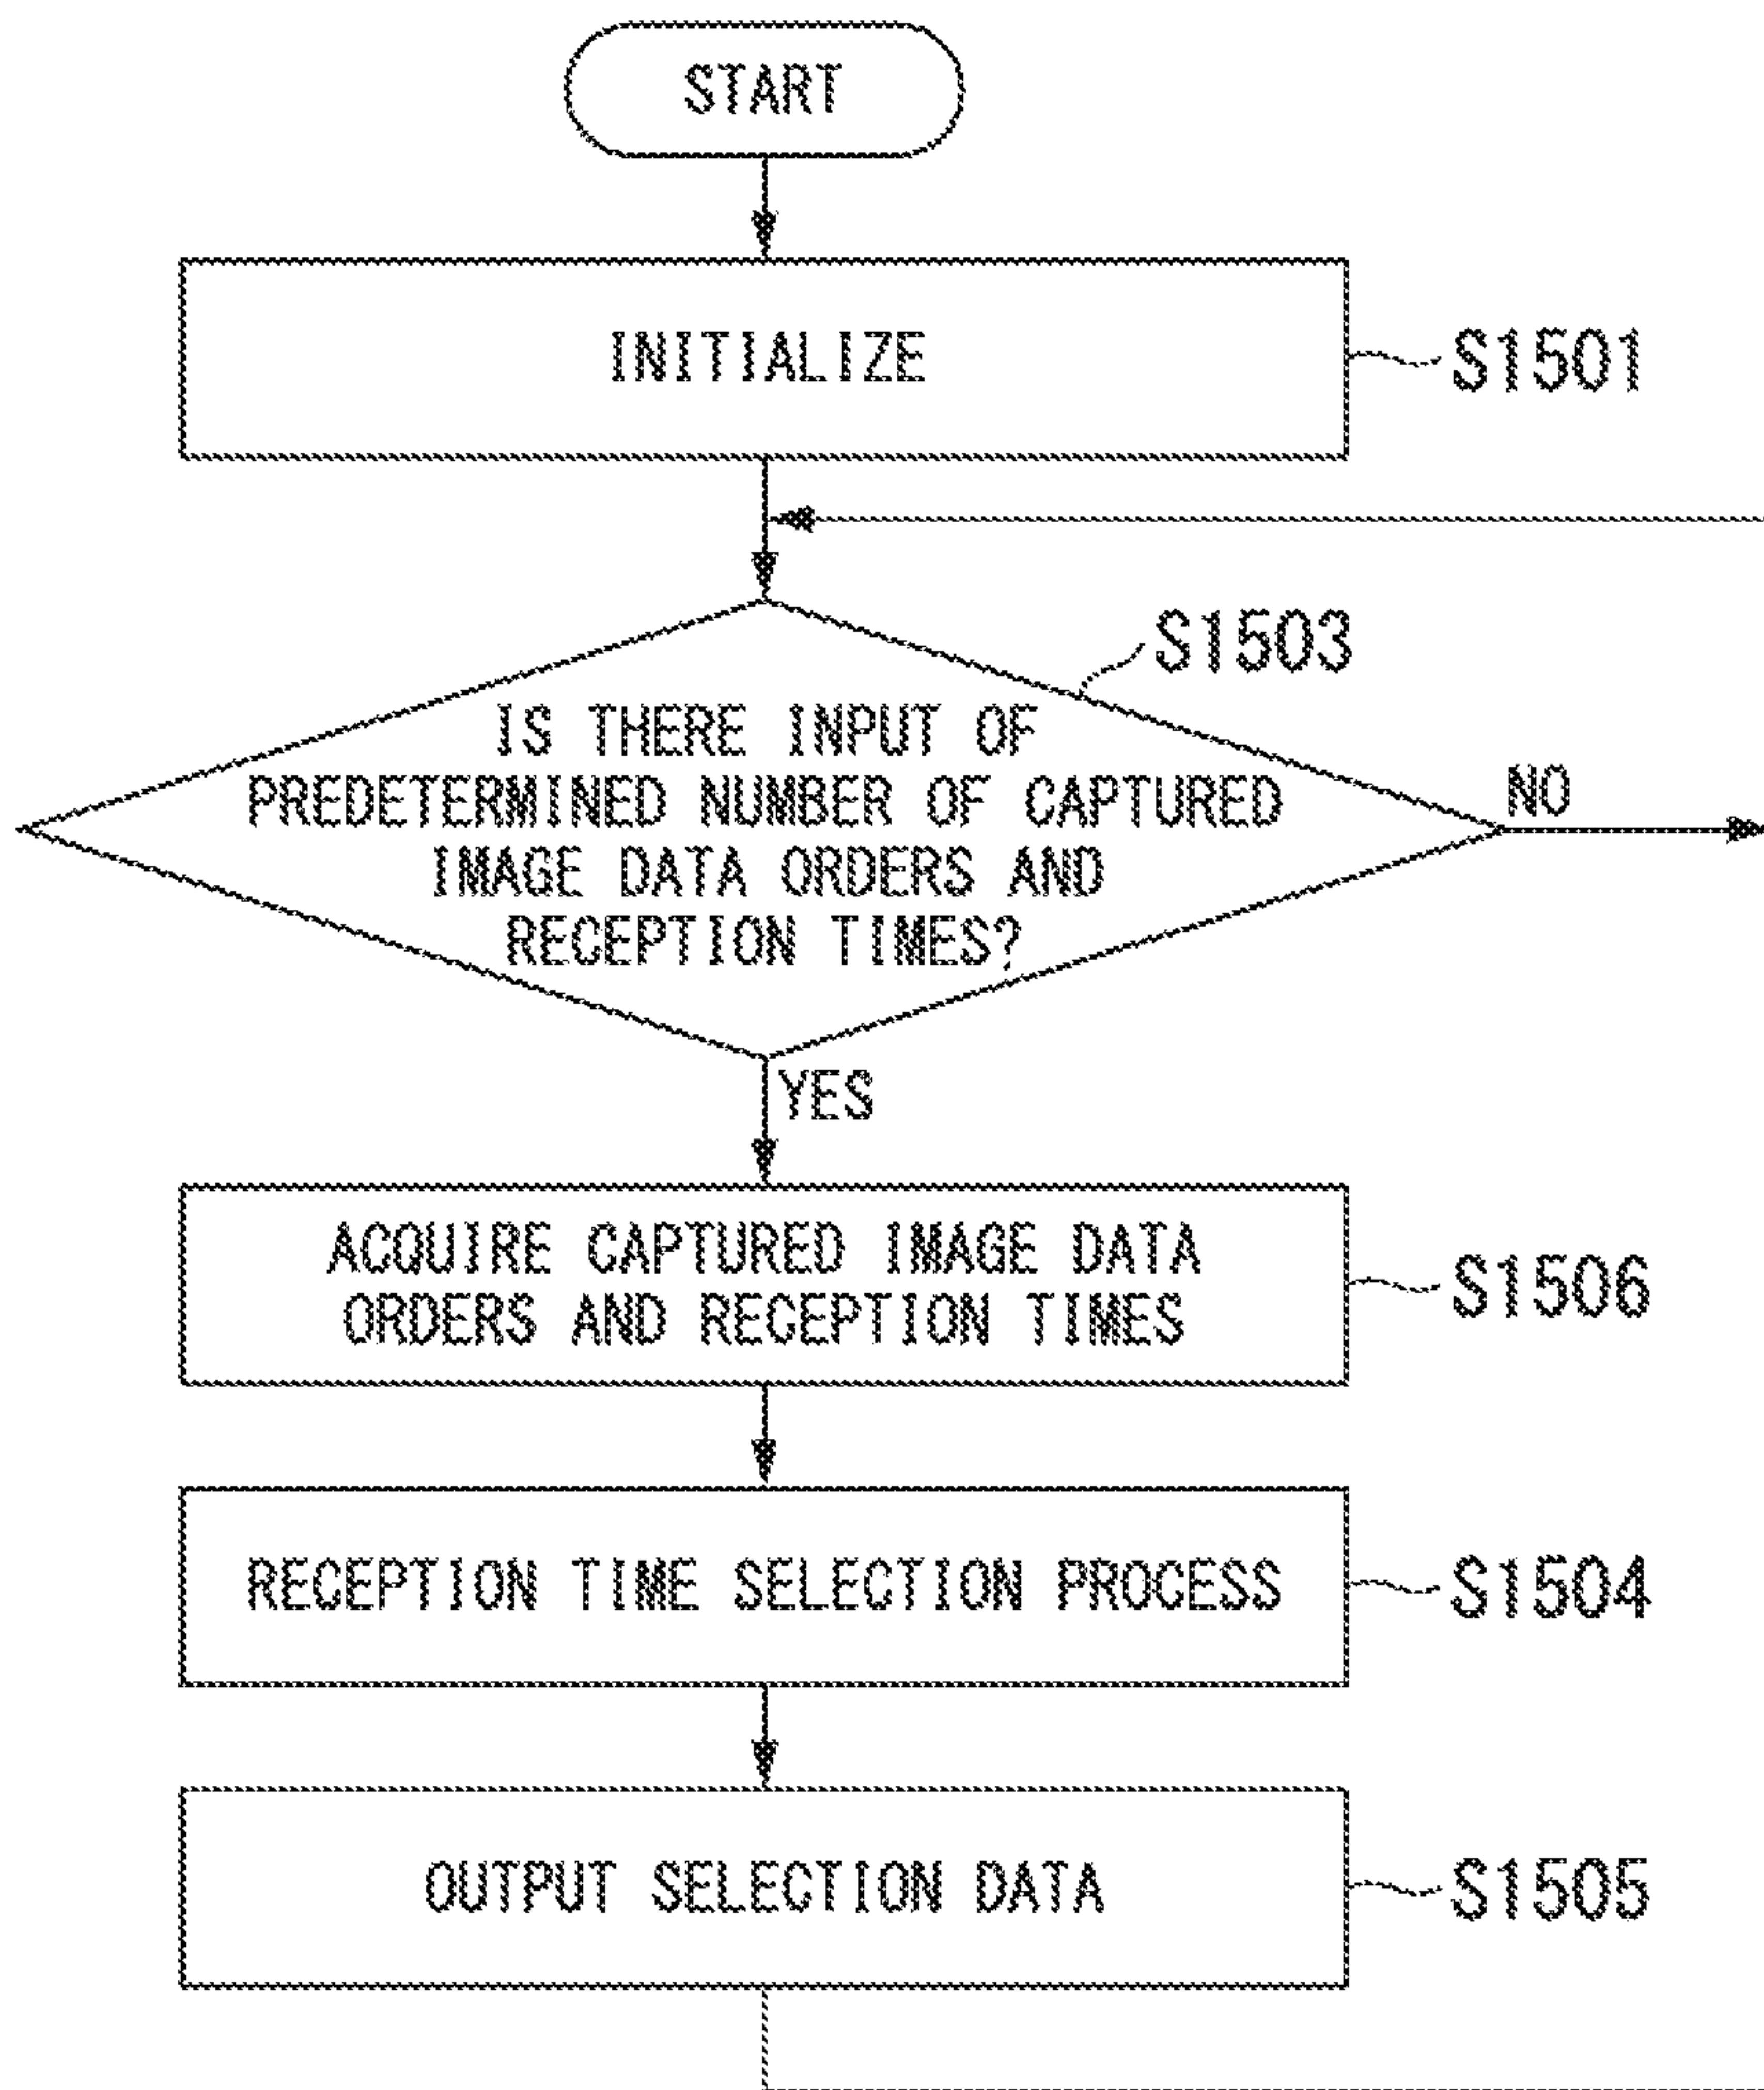 START
INITIALIZE
S1501
S1503
IS THERE INPUT OF
PREDETERMINED NUMBER OF CAPTURED
IMAGE DATA ORDERS AND
RECEPTION TIMES?
NO
YES
ACQUIRE CAPTURED IMAGE DATA
ORDERS AND RECEPTION TIMES
S1506
RECEPTION TIME SELECTION PROCESS
S1504
OUTPUT SELECTION DATA
S1505